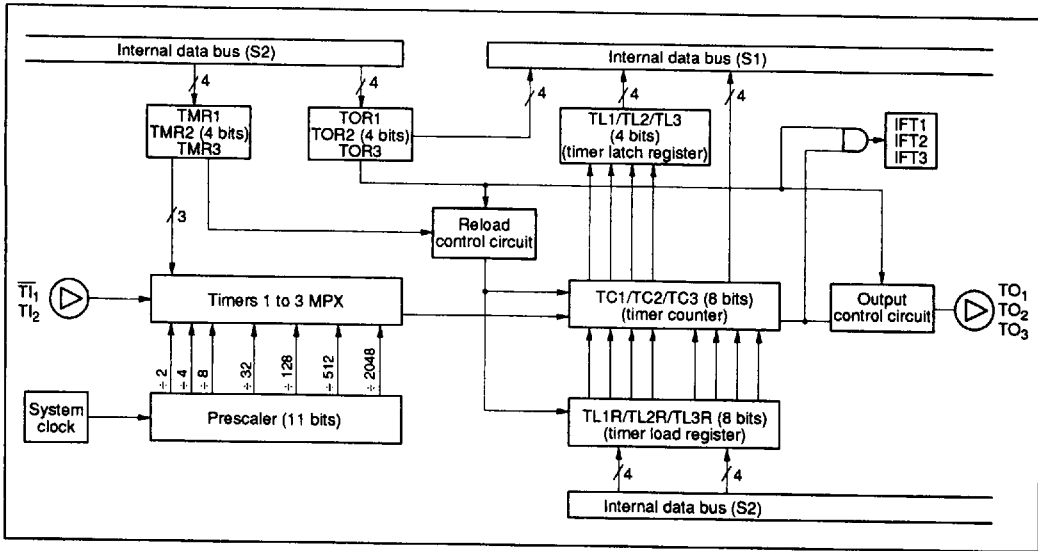 Internal data bus (S2)
Internal data bus (S1)
4
4
4
4
4
TMR1
TMR2 (4 bits)
TMR3
TOR1
TOR2 (4 bits)
TOR3
TL1/TL2/TL3
(4 bits)
(timer latch register)
IFT1
IFT2
IFT3
3
Reload
control circuit
TI1
TI2
Timers 1 to 3 MPX
TC1/TC2/TC3 (8 bits)
(timer counter)
Output
control circuit
TO1
TO2
TO3
÷ 2
÷ 4
÷ 8
÷ 32
÷ 128
÷ 512
÷ 2048
System
clock
Prescaler (11 bits)
TL1R/TL2R/TL3R (8 bits)
(timer load register)
4
4
Internal data bus (S2)